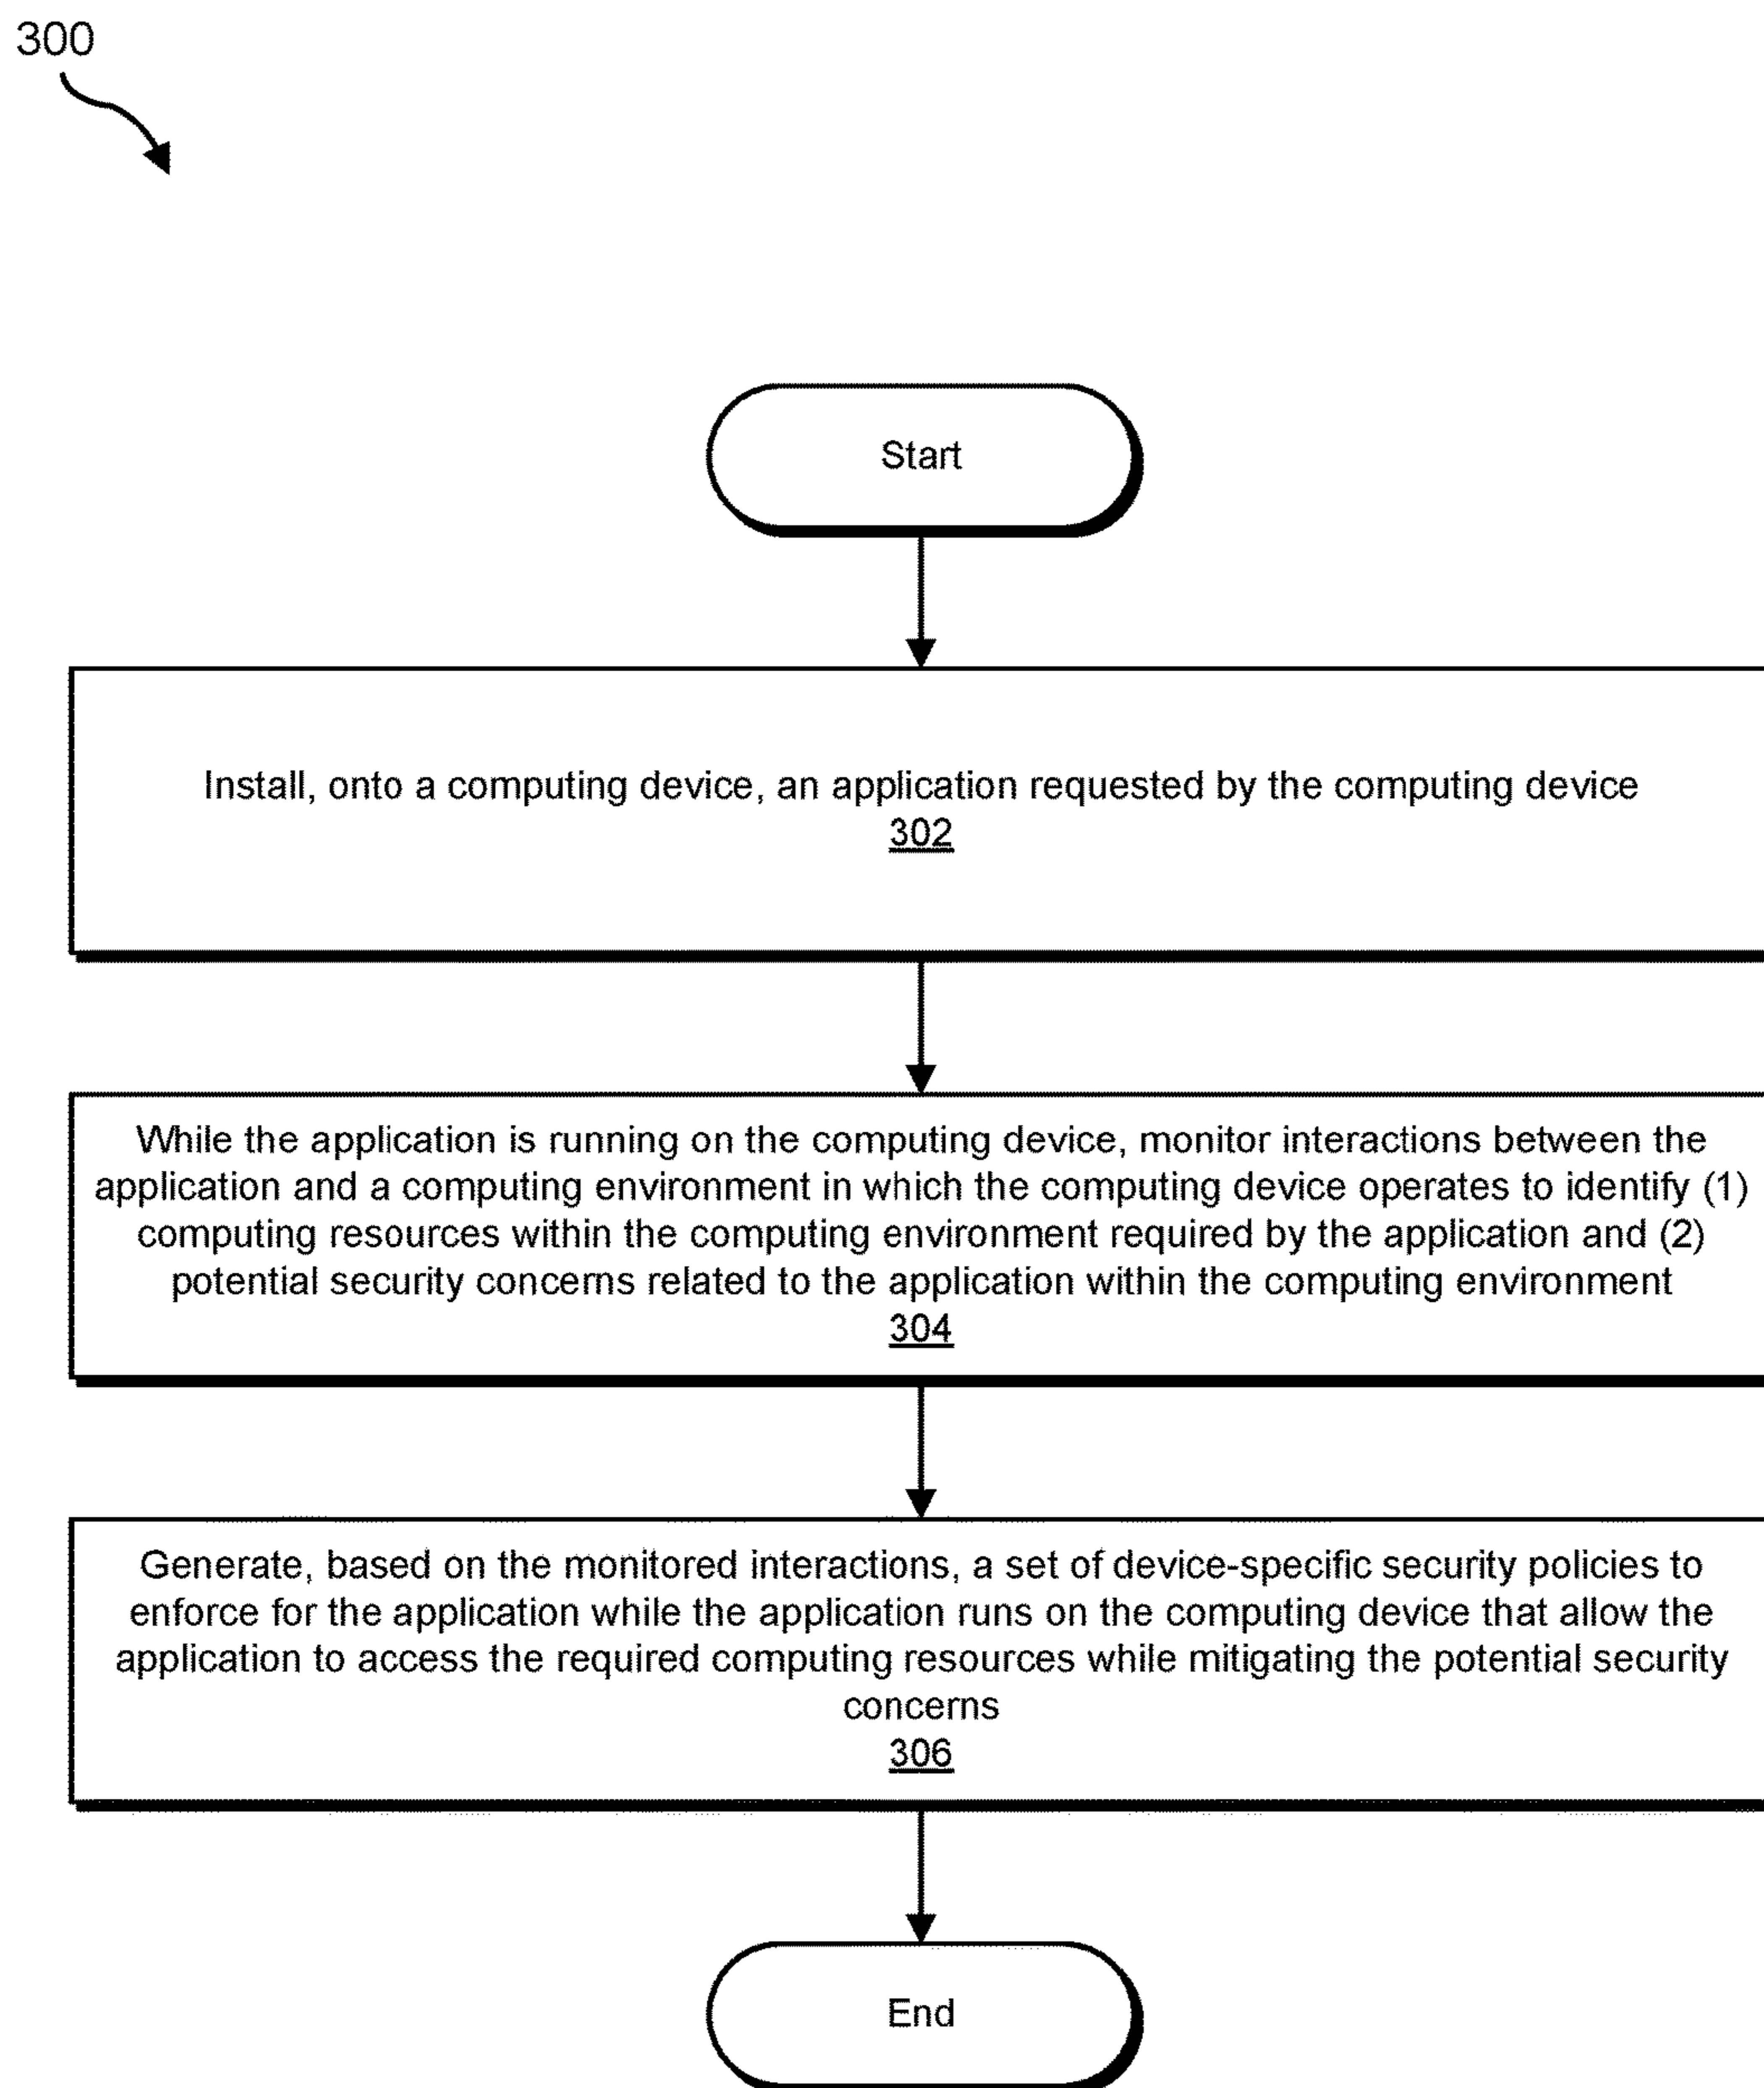 300
Start
Install, onto a computing device, an application requested by the computing device
302
While the application is running on the computing device, monitor interactions between the
application and a computing environment in which the computing device operates to identify (1)
computing resources within the computing environment required by the application and (2)
potential security concerns related to the application within the computing environment
304
Generate, based on the monitored interactions, a set of device-specific security policies to
enforce for the application while the application runs on the computing device that allow the
application to access the required computing resources while mitigating the potential security
concerns
306
End